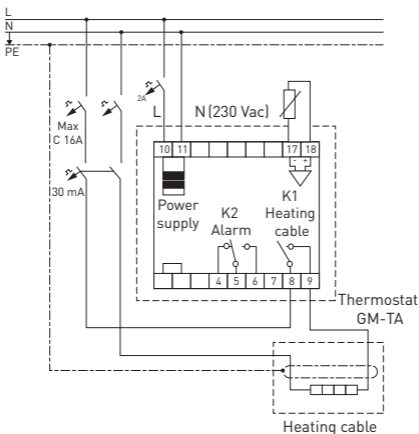 L
N
PE
2A
L N (230 Vac)
Max
C 16A
10 11 17 18
- +
30 mA
Power
supply
K2
Alarm
K1
Heating
cable
4 5 6 7 8 9
Thermostat
GM-TA
Heating cable